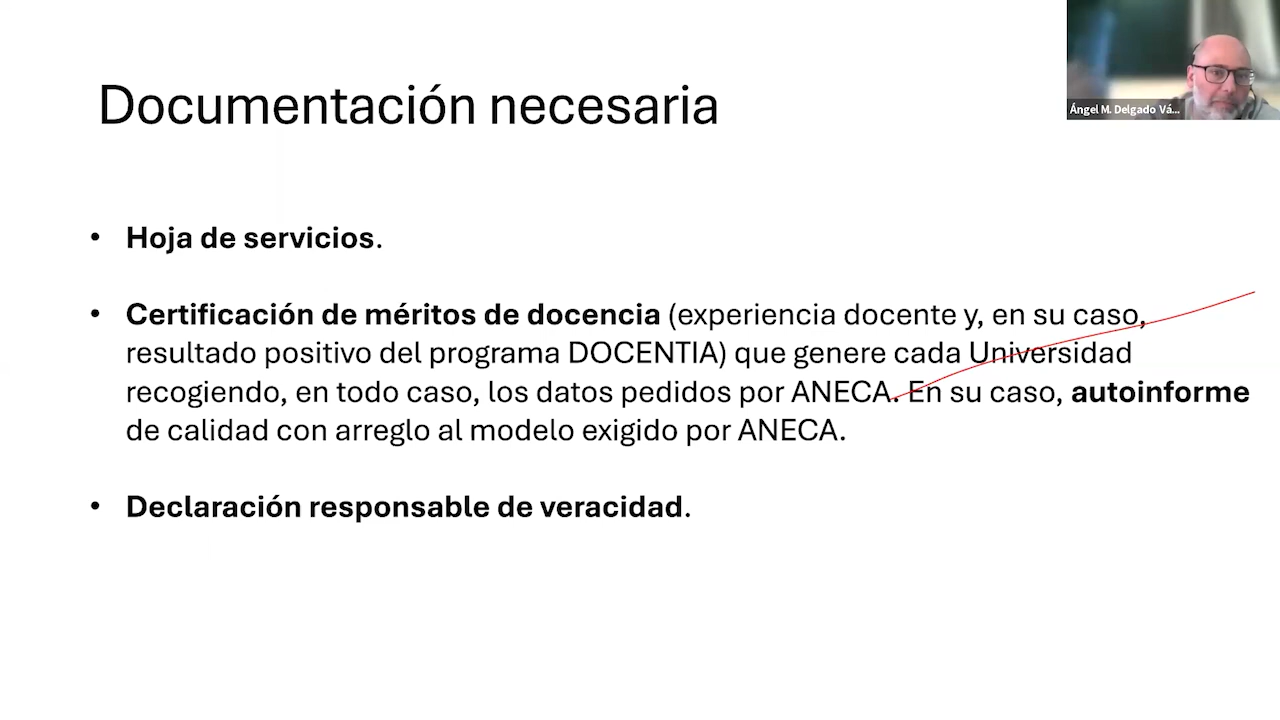 Documentación necesaria
Ángel M. Delgado Vá...
• Hoja de servicios.
• Certificación de méritos de docencia (experiencia docente y, en su caso,
resultado positivo del programa DOCENTIA) que genere cada Universidad
recogiendo, en todo caso, los datos pedidos por ANECA. En su caso, autoinforme
de calidad con arreglo al modelo exigido por ANECA.
• Declaración responsable de veracidad.